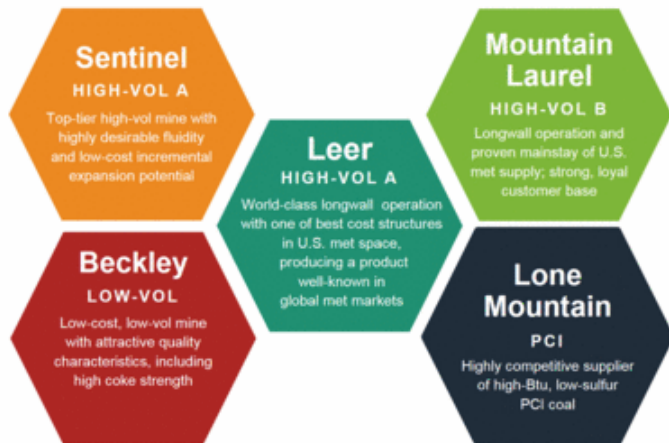 Sentinel
HIGH-VOL A
Top-tier high-vol mine with
highly desirable fluidity
and low-cost incremental
expansion potential
Mountain
Laurel
HIGH-VOL B
Longwall operation and
proven mainstay of U.S.
met supply; strong, loyal
customer base
Leer
HIGH-VOL A
World-class longwall operation
with one of best cost structures
in U.S. met space,
producing a product
well-known in
global met markets
Beckley
LOW-VOL
Low-cost, low-vol mine
with attractive quality
characteristics, including
high coke strength
Lone
Mountain
PCI
Highly competitive supplier
of high-Btu, low-sulfur
PCI coal